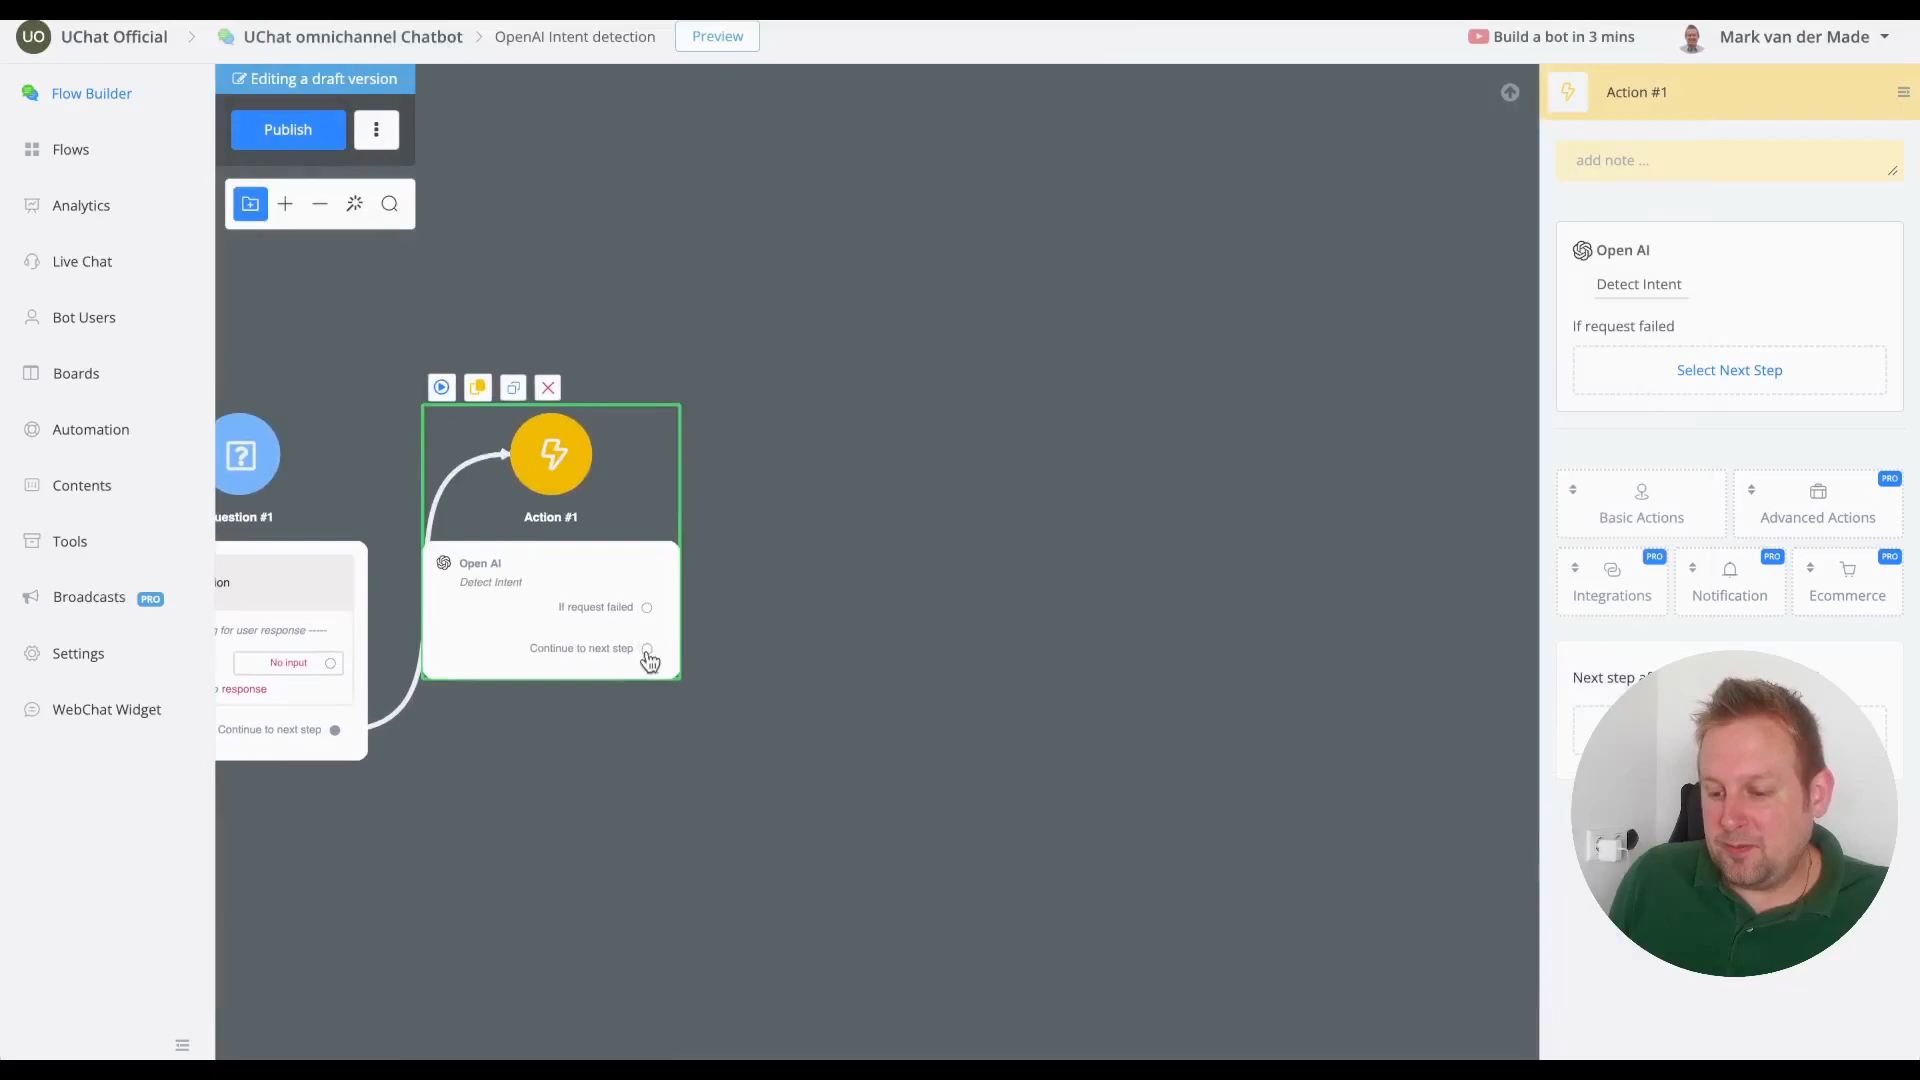 UO UChat Official
UChat omnichannel Chatbot
OpenAI Intent detection
Preview
Build a bot in 3 mins
Mark van der Made
Flow Builder
Flows
Analytics
Live Chat
Bot Users
Boards
Automation
Contents
Tools
Broadcasts PRO
Settings
WebChat Widget
Editing a draft version
Publish
uestion #1
ion
g for user response -----
No input
response
Continue to next step
Action #1
Open AI
Detect Intent
If request failed
Continue to next step
Action #1
add note ...
Open AI
Detect Intent
If request failed
Select Next Step
Basic Actions
PRO
Advanced Actions
PRO
Integrations
PRO
Notification
PRO
Ecommerce
Next step